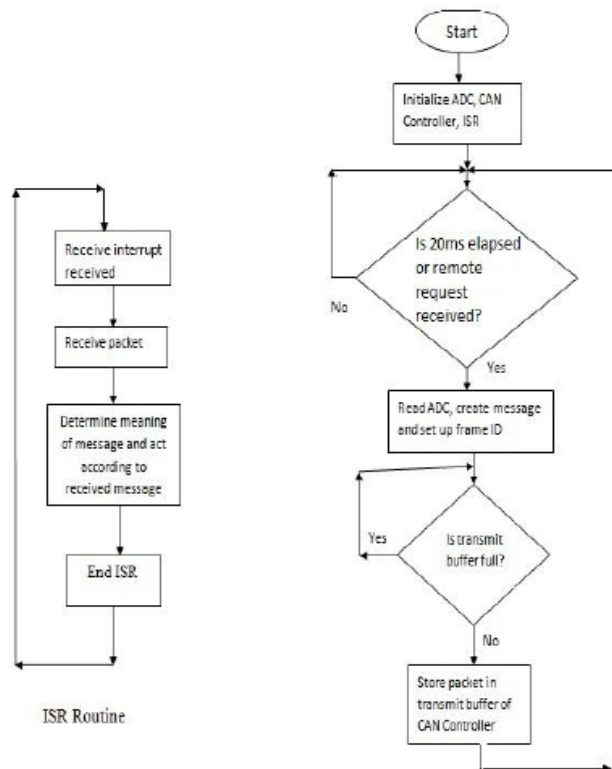 Start
Initialize ADC, CAN
Controller, ISR
Is 20ms elapsed
or remote
request
received?
No
Yes
Read ADC, create message
and set up frame ID
Is transmit
buffer full?
Yes
No
Store packet in
transmit buffer of
CAN Controller
Receive interrupt
received
Receive packet
Determine meaning
of message and act
according to
received message
End ISR
ISR Routine